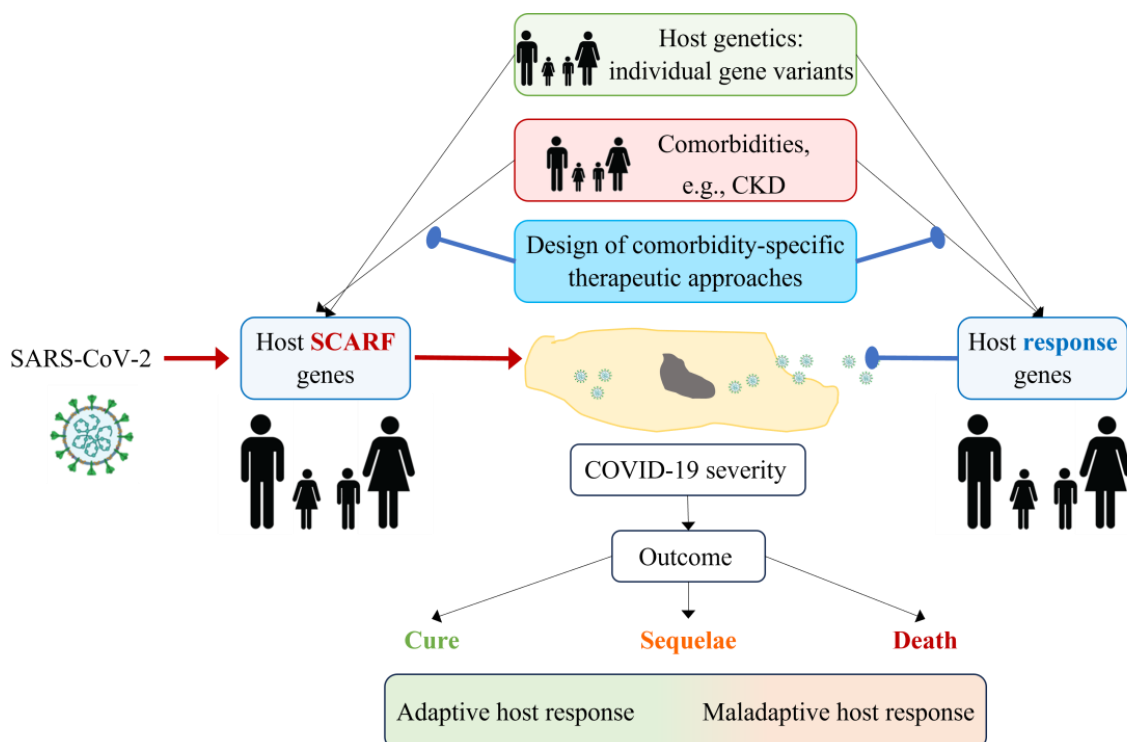 Host genetics:
individual gene variants
Comorbidities,
e.g., CKD
Design of comorbidity-specific
therapeutic approaches
SARS-CoV-2
Host SCARF
genes
Host response
genes
COVID-19 severity
Outcome
Cure
Sequelae
Death
Adaptive host response
Maladaptive host response